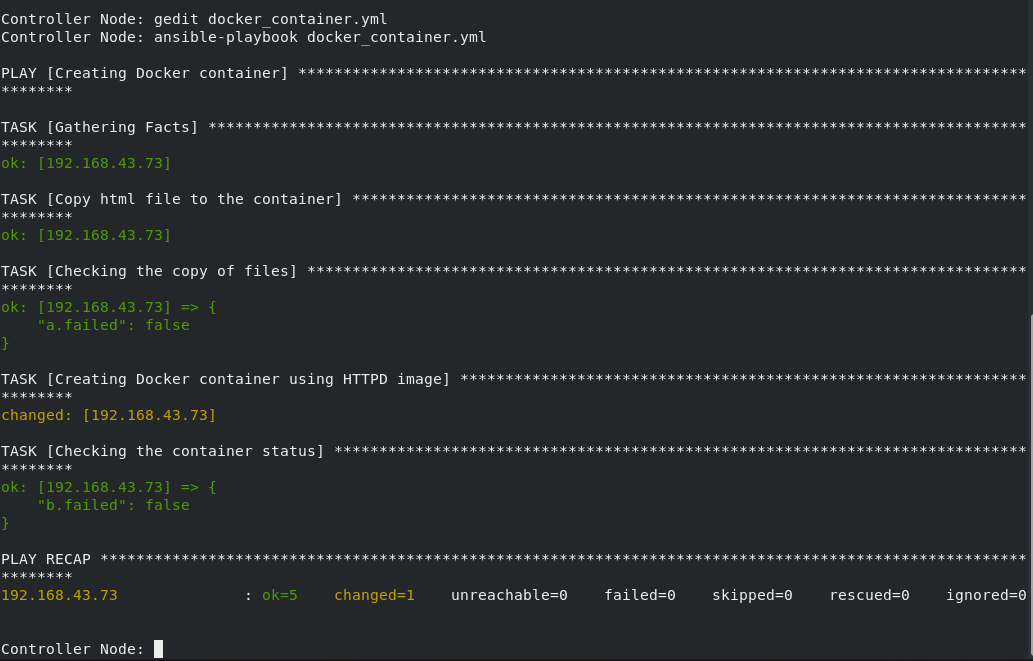 Controller Node: gedit docker_container.yml
Controller Node: ansible-playbook docker_container.yml
PLAY [Creating Docker container] *********************************************************************************
********
TASK [Gathering Facts] *******************************************************************************************
********
ok: [192.168.43.73]
TASK [Copy html file to the container] ***************************************************************************
********
ok: [192.168.43.73]
TASK [Checking the copy of files] ********************************************************************************
********
ok: [192.168.43.73] => {
    "a.failed": false
}
TASK [Creating Docker container using HTTPD image] ***************************************************************
********
changed: [192.168.43.73]
TASK [Checking the container status] *****************************************************************************
********
ok: [192.168.43.73] => {
    "b.failed": false
}
PLAY RECAP *******************************************************************************************************
********
192.168.43.73              : ok=5    changed=1    unreachable=0    failed=0    skipped=0    rescued=0    ignored=0
Controller Node: